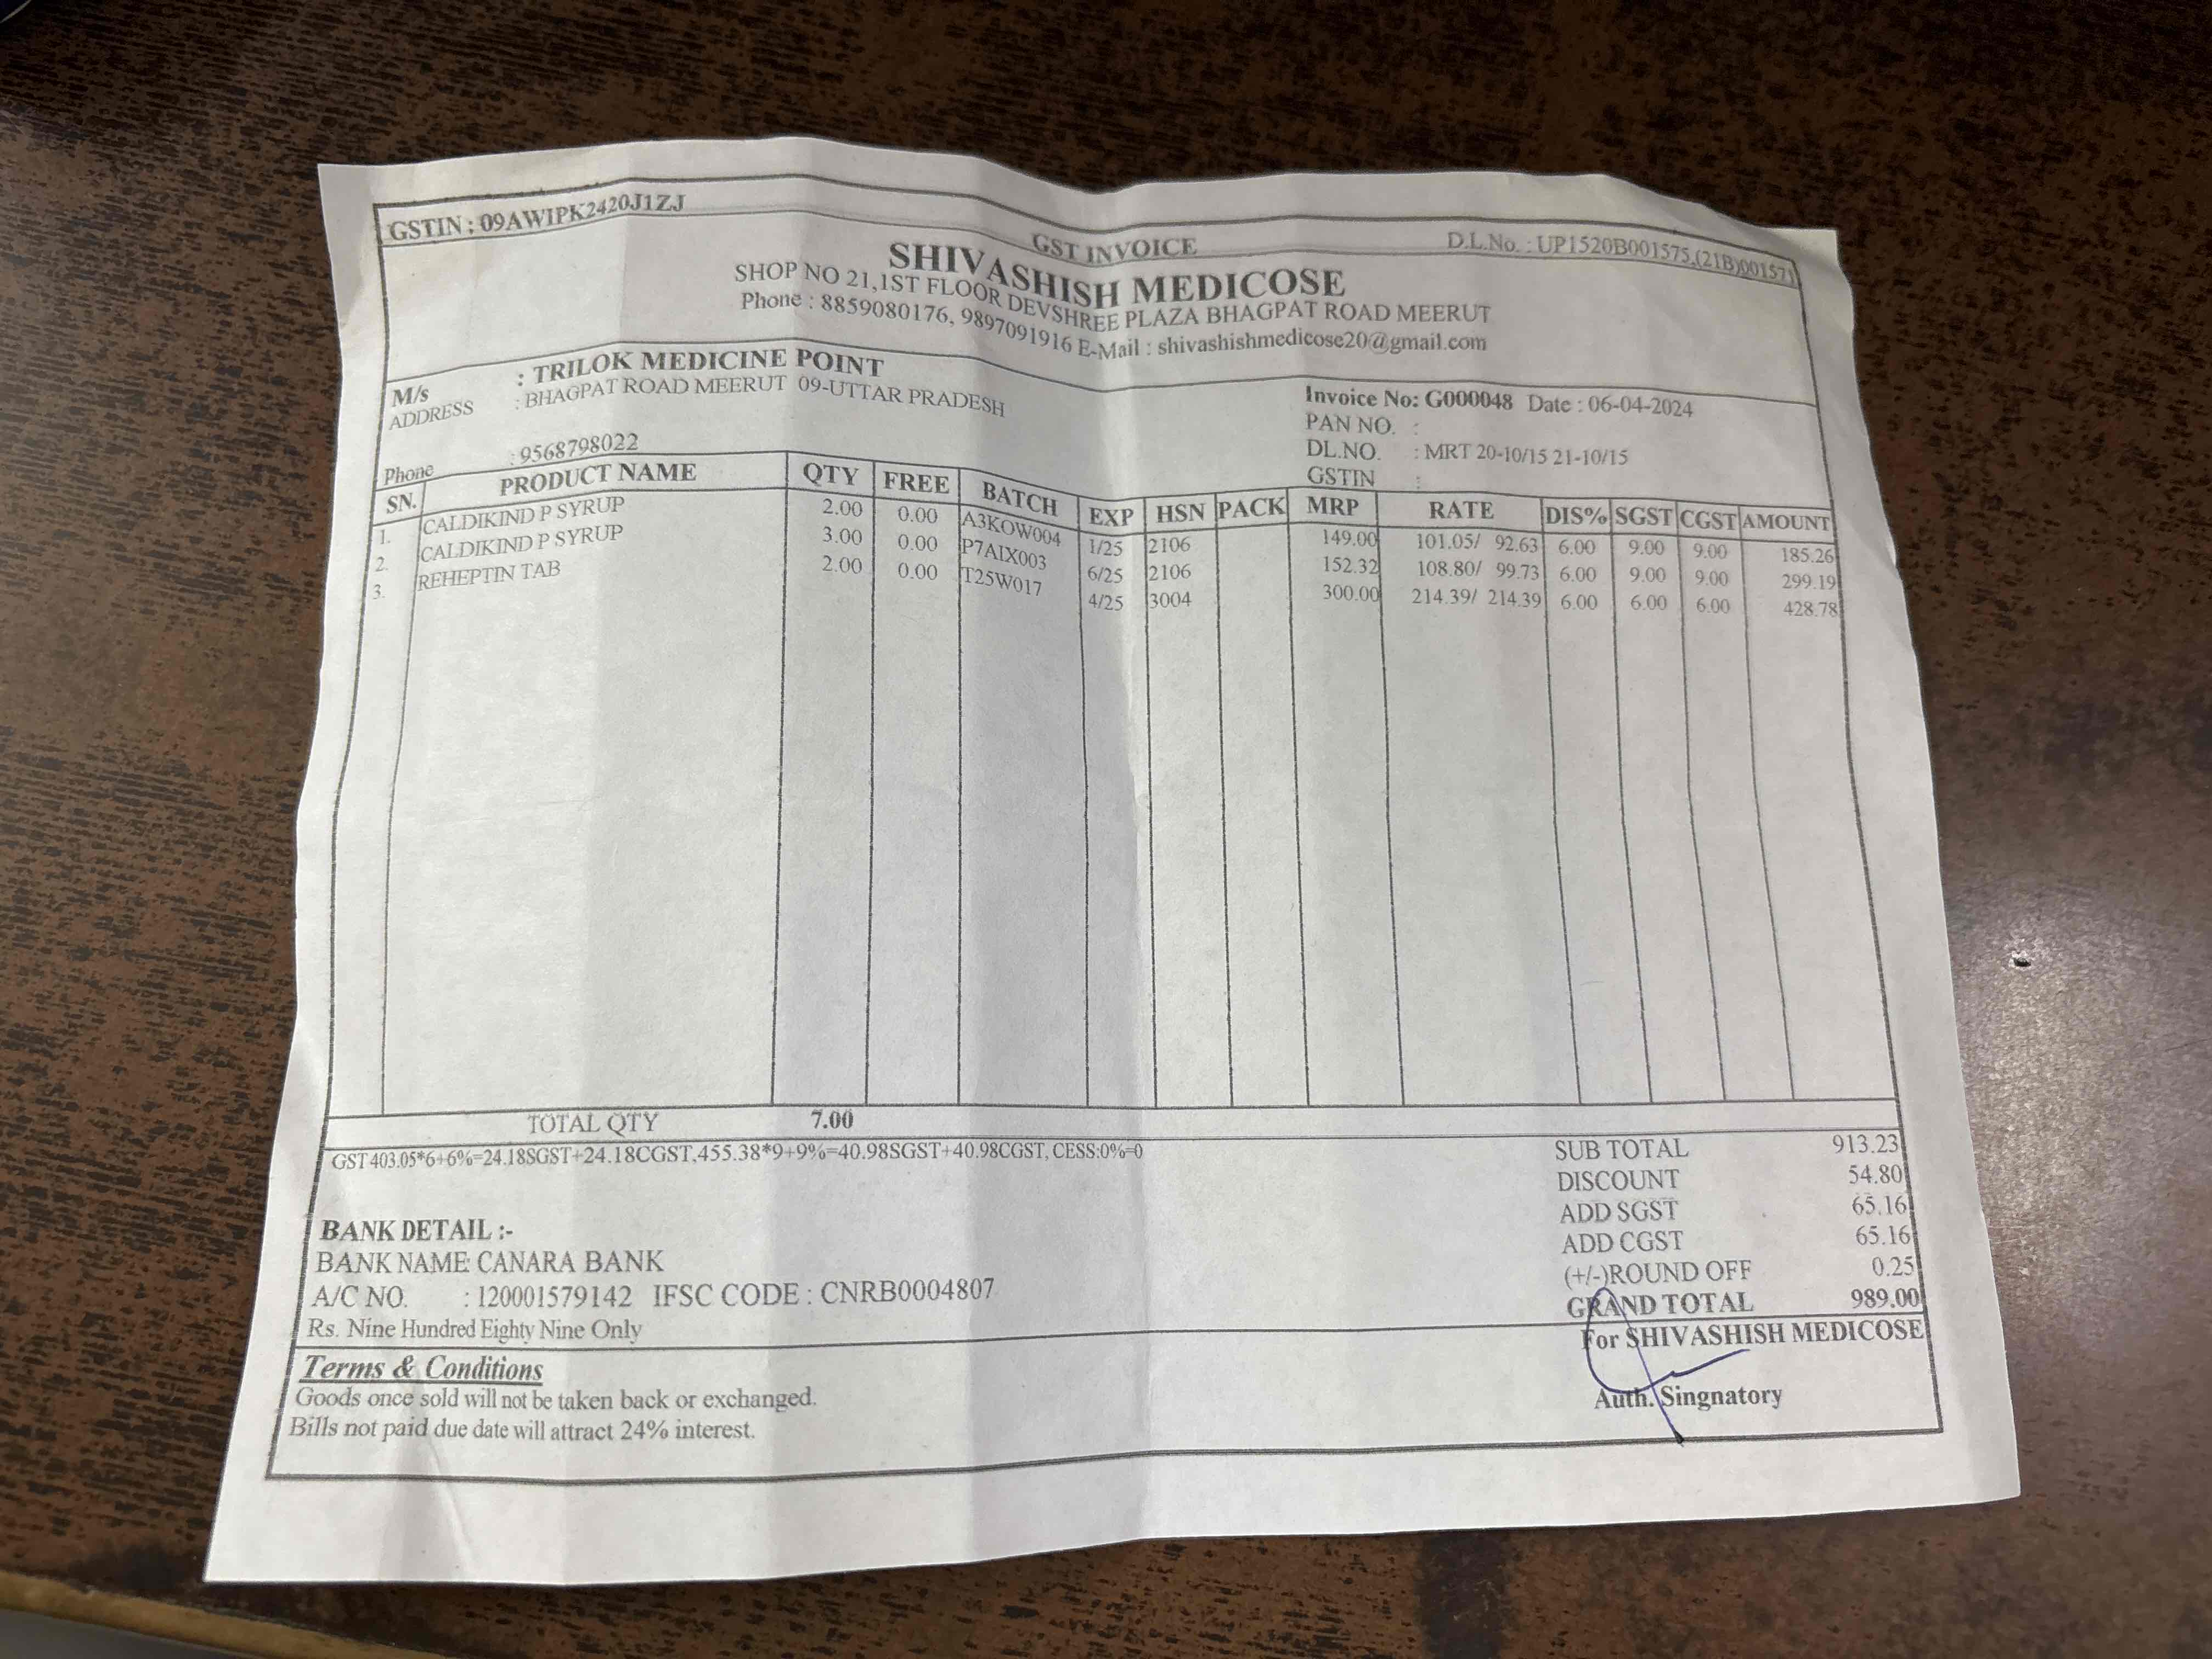 GSTIN : 09AWIPK2420J1ZJ GST INVOICE D.L.No. : UP1520B001575,(21B)001571
SHIVASHISH MEDICOSE
SHOP NO 21,1ST FLOOR DEVSHREE PLAZA BHAGPAT ROAD MEERUT
Phone : 8859080176, 9897091916 E-Mail : shivashishmedicose20@gmail.com
M/s : TRILOK MEDICINE POINT
ADDRESS : BHAGPAT ROAD MEERUT 09-UTTAR PRADESH
Phone : 9568798022
Invoice No: G000048 Date : 06-04-2024
PAN NO. :
DL.NO. : MRT 20-10/15 21-10/15
GSTIN :
SN. PRODUCT NAME QTY FREE BATCH EXP HSN PACK MRP RATE DIS% SGST CGST AMOUNT
1. CALDIKIND P SYRUP 2.00 0.00 A3KOW004 1/25 2106 149.00 101.05/ 92.63 6.00 9.00 9.00 185.26
2. CALDIKIND P SYRUP 3.00 0.00 P7AIX003 6/25 2106 152.32 108.80/ 99.73 6.00 9.00 9.00 299.19
3. REHEPTIN TAB 2.00 0.00 T25W017 4/25 3004 300.00 214.39/ 214.39 6.00 6.00 6.00 428.78
TOTAL QTY 7.00
GST 403.05*6+6%=24.18SGST+24.18CGST,455.38*9+9%=40.98SGST+40.98CGST, CESS:0%=0
SUB TOTAL 913.23
DISCOUNT 54.80
ADD SGST 65.16
ADD CGST 65.16
(+/-)ROUND OFF 0.25
GRAND TOTAL 989.00
BANK DETAIL :-
BANK NAME: CANARA BANK
A/C NO. : 120001579142 IFSC CODE : CNRB0004807
Rs. Nine Hundred Eighty Nine Only
For SHIVASHISH MEDICOSE
Terms & Conditions
Goods once sold will not be taken back or exchanged.
Bills not paid due date will attract 24% interest.
Auth. Singnatory